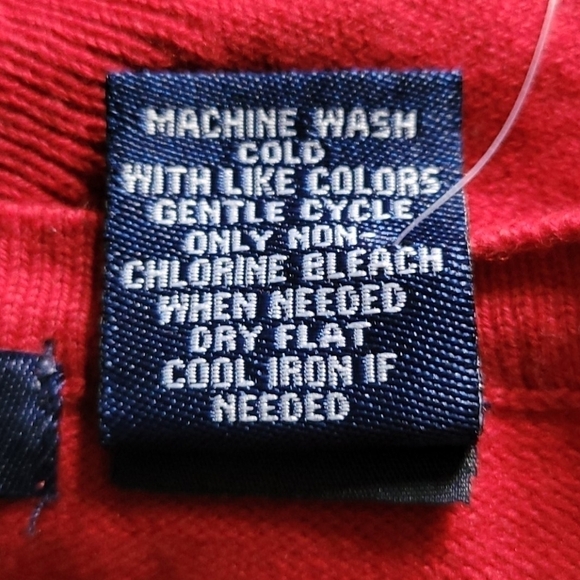 MACHINE WASH
COLD
WITH LIKE COLORS
GENTLE CYCLE
ONLY NON-
CHLORINE BLEACH
WHEN NEEDED
DRY FLAT
COOL IRON IF
NEEDED